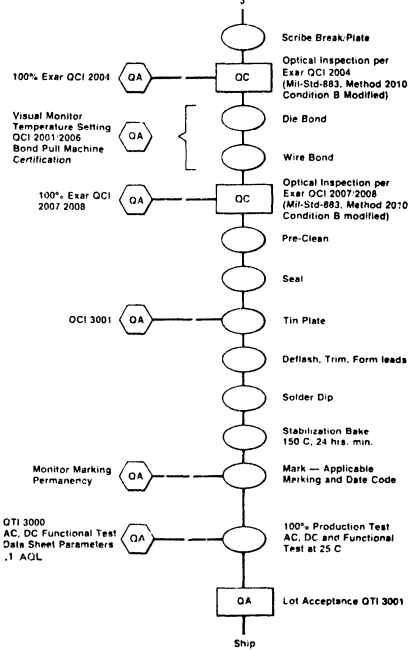 3
Scribe Break/Plate
100% Exar QCI 2004
QA
QC
Optical Inspection per
Exar QCI 2004
(Mil-Std-883, Method 2010
Condition B Modified)
Visual Monitor
Temperature Setting
QCI 2001/2006
Bond Pull Machine
Certification
QA
Die Bond
Wire Bond
100% Exar QCI
2007 2008
QA
QC
Optical Inspection per
Exar QCI 2007/2008
(Mil-Std-883, Method 2010
Condition B modified)
Pre-Clean
Seal
QCI 3001
QA
Tin Plate
Deflash, Trim, Form leads
Solder Dip
Stabilization Bake
150 C, 24 hrs. min.
Monitor Marking
Permanency
QA
Mark — Applicable
Marking and Date Code
QTI 3000
AC, DC Functional Test
Data Sheet Parameters
.1 AQL
QA
100% Production Test
AC, DC and Functional
Test at 25 C
QA
Lot Acceptance QTI 3001
Ship